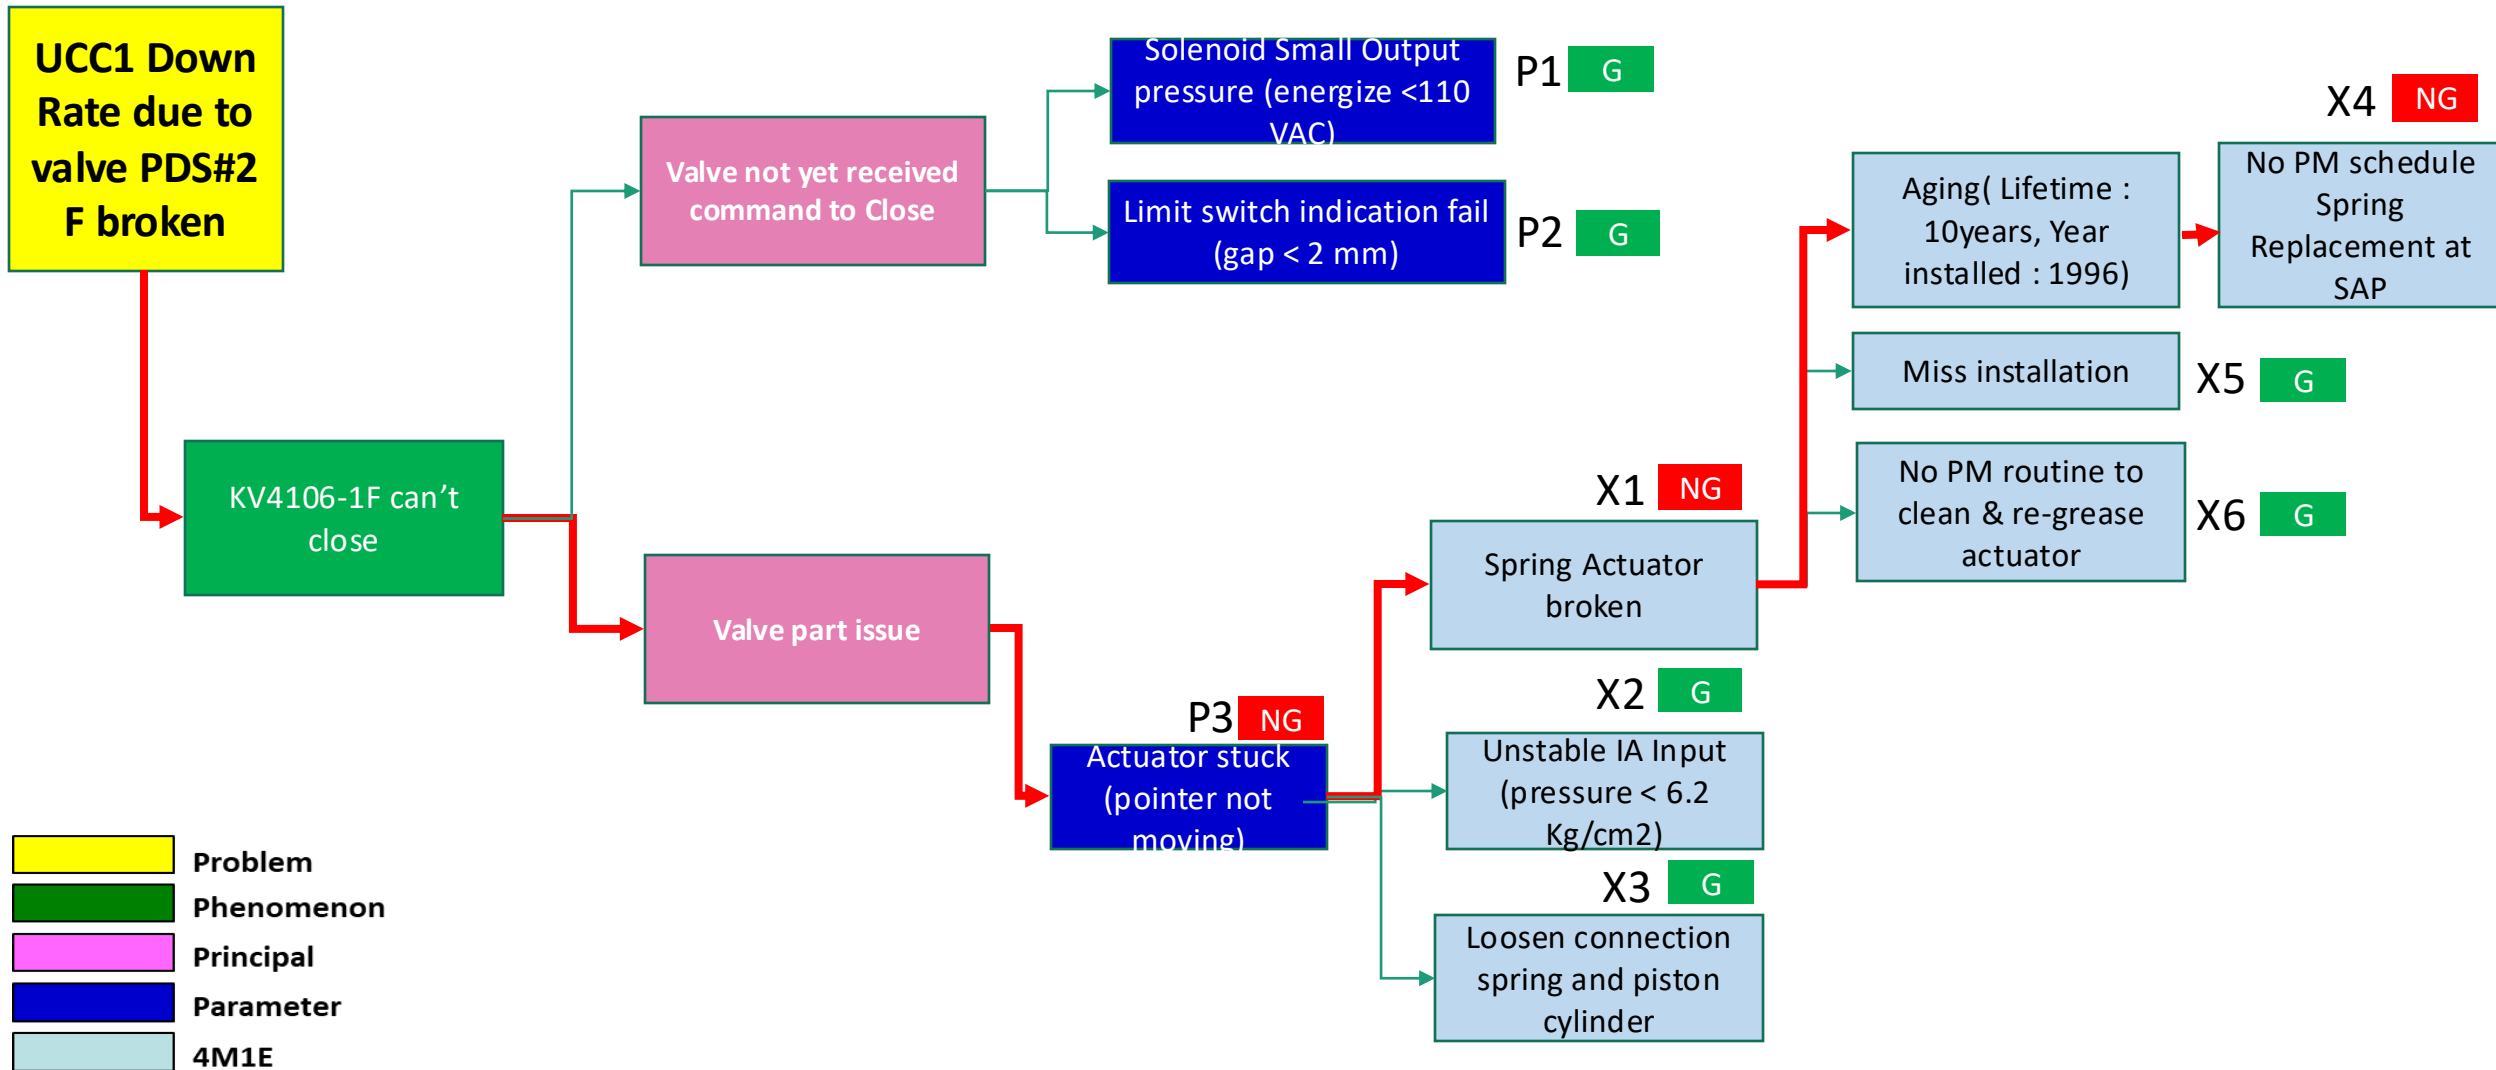 UCC1 Down
Rate due to
valve PDS#2
F broken
KV4106-1F can't
close
Valve not yet received
command to Close
Valve part issue
Solenoid Small Output
pressure (energize <110
VAC)
P1
G
Limit switch indication fail
(gap < 2 mm)
P2
G
P3
NG
Actuator stuck
(pointer not
moving)
X1
NG
Spring Actuator
broken
X2
G
Unstable IA Input
(pressure < 6.2
Kg/cm2)
X3
G
Loosen connection
spring and piston
cylinder
Aging( Lifetime :
10years, Year
installed : 1996)
X4
NG
No PM schedule
Spring
Replacement at
SAP
Miss installation
X5
G
No PM routine to
clean & re-grease
actuator
X6
G
Problem
Phenomenon
Principal
Parameter
4M1E